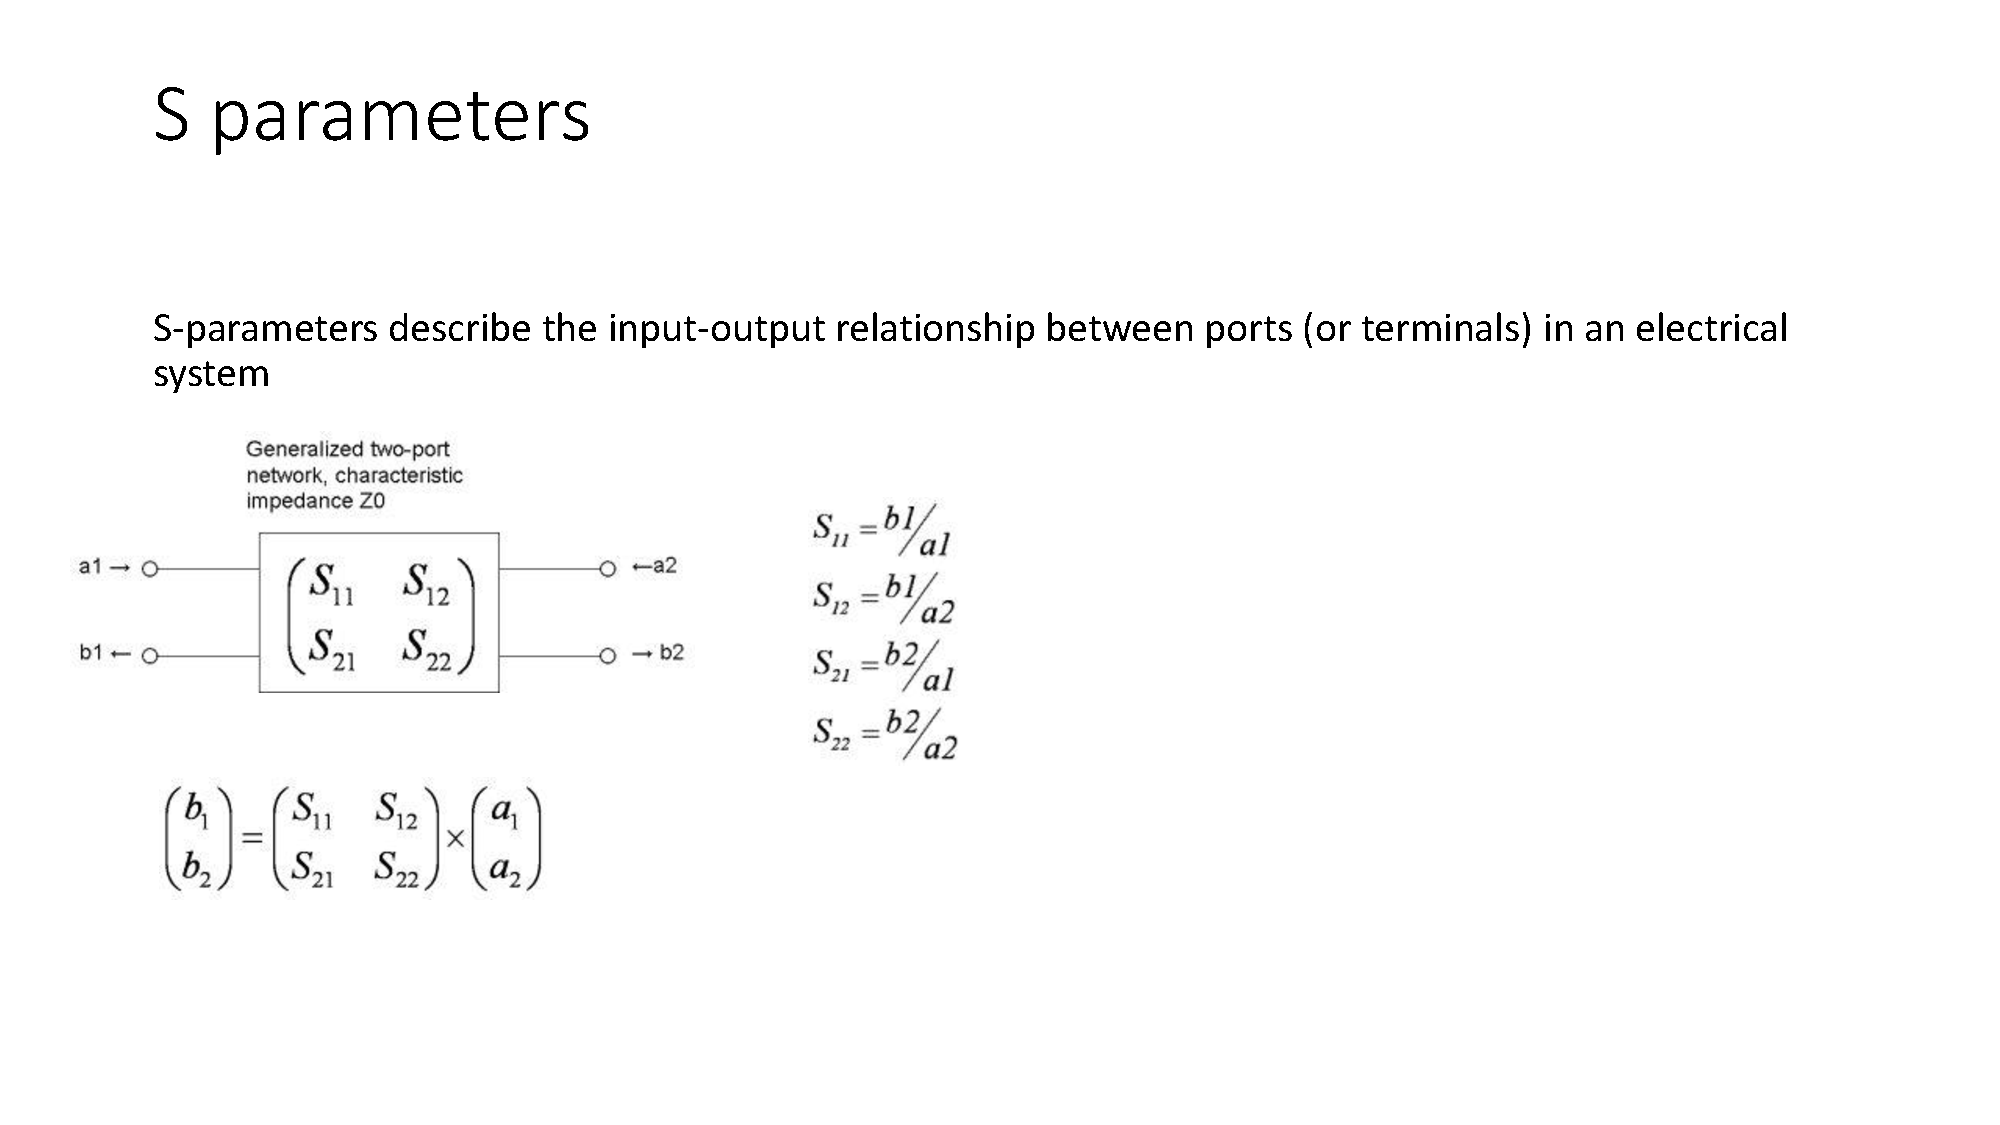 S parameters
S-parameters describe the input-output relationship between ports (or terminals) in an electrical
system
Generalized two-port
network, characteristic
impedance Z0
a1 → ←a2
S₁₁ S₁₂
S₂₁ S₂₂
b1 ← → b2
S₁₁ = b1/a1
S₁₂ = b1/a2
S₂₁ = b2/a1
S₂₂ = b2/a2
(b₁ b₂) = (S₁₁ S₁₂ S₂₁ S₂₂) × (a₁ a₂)